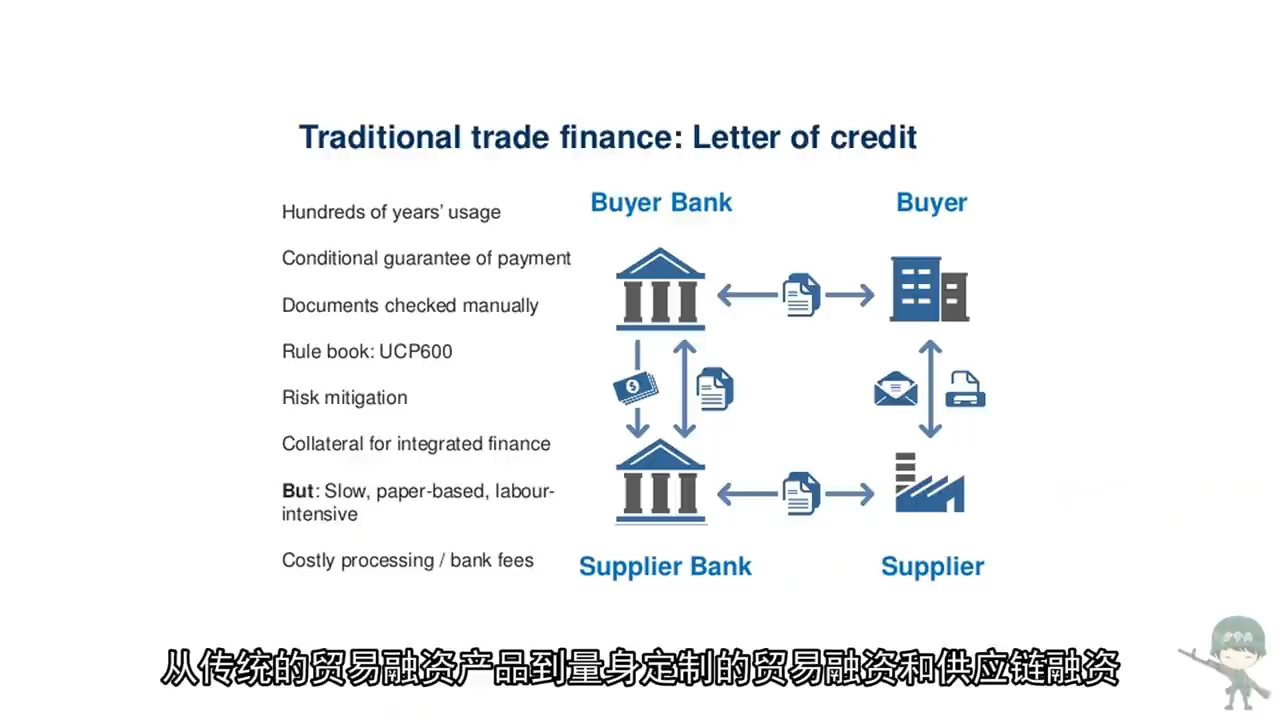 Traditional trade finance: Letter of credit
Hundreds of years’ usage
Conditional guarantee of payment
Documents checked manually
Rule book: UCP600
Risk mitigation
Collateral for integrated finance
But: Slow, paper-based, labour-
intensive
Costly processing / bank fees
Buyer Bank
Buyer
$
Supplier Bank
Supplier
从传统的贸易融资产品到量身定制的贸易融资和供应链融资